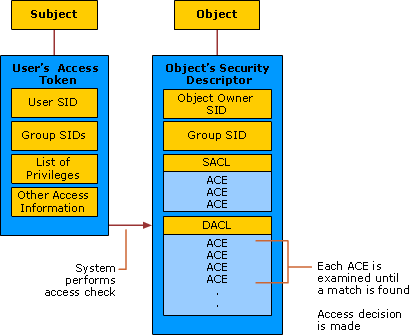 Subject
Object
User's Access
Token
User SID
Group SIDs
List of
Privileges
Other Access
Information
Object's Security
Descriptor
Object Owner
SID
Group SID
SACL
ACE
ACE
ACE
DACL
ACE
ACE
ACE
ACE
.
.
System
performs
access check
Each ACE is
examined until
a match is found
Access decision
is made